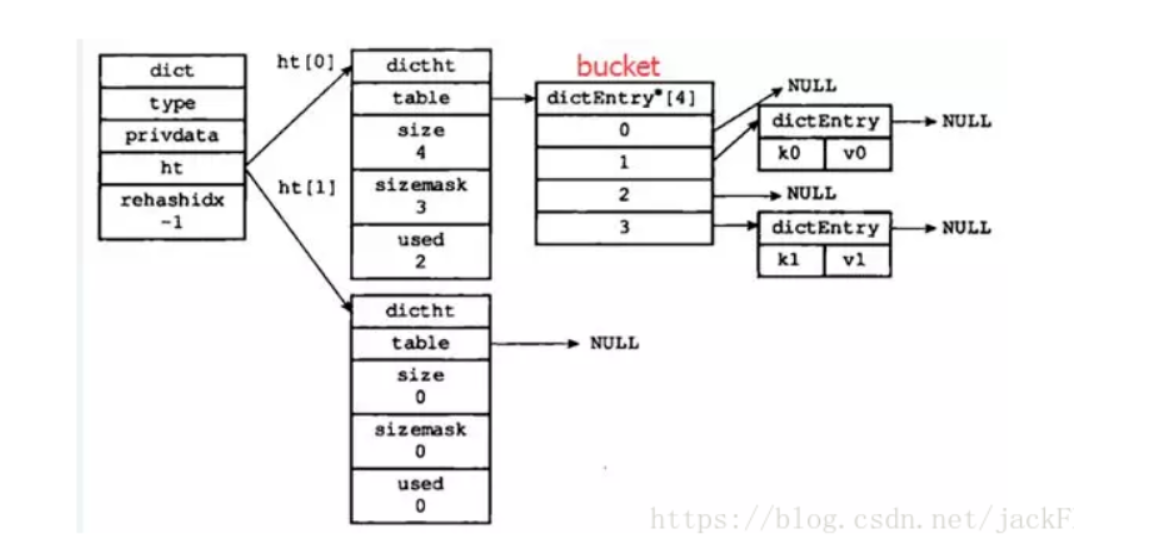 dict
type
privdata
ht
rehashidx
-1
ht[0]
ht[1]
dictht
table
size
4
sizemask
3
used
2
bucket
dictEntry*[4]
0
1
2
3
NULL
dictEntry
k0 v0
NULL
NULL
dictEntry
k1 v1
NULL
dictht
table
NULL
size
0
sizemask
0
used
0
https://blog.csdn.net/jackF